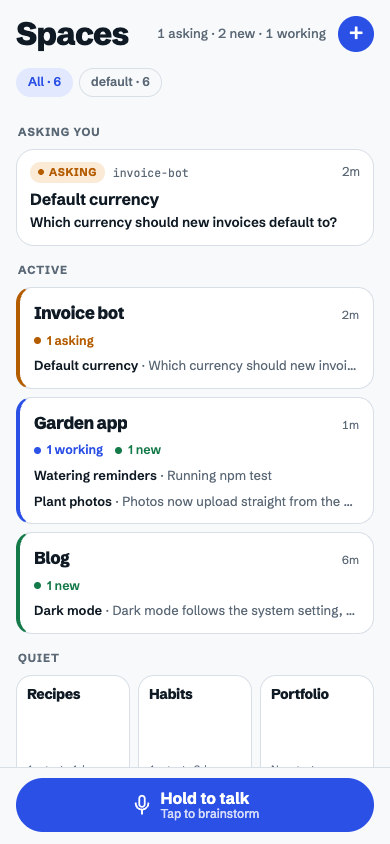 Spaces
1 asking · 2 new · 1 working
+
All · 6
default · 6
ASKING YOU
ASKING invoice-bot 2m
Default currency
Which currency should new invoices default to?
ACTIVE
Invoice bot 2m
1 asking
Default currency · Which currency should new invoi...
Garden app 1m
1 working 1 new
Watering reminders · Running npm test
Plant photos · Photos now upload straight from the ...
Blog 6m
1 new
Dark mode · Dark mode follows the system setting, ...
QUIET
Recipes Habits Portfolio
Hold to talk
Tap to brainstorm